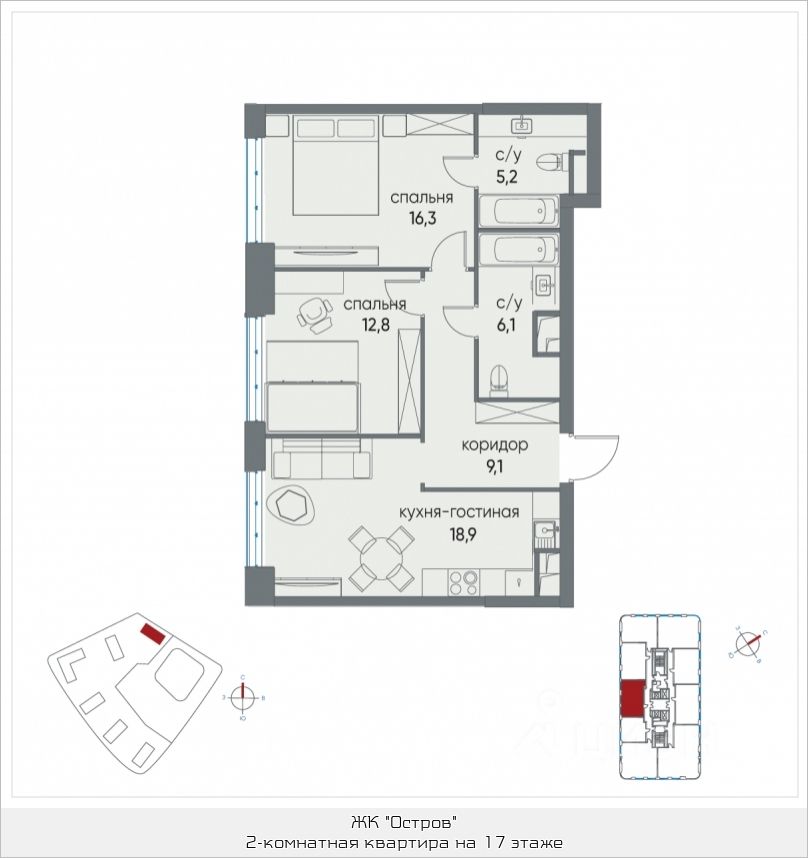 спальня
16,3
с/у
5,2
спальня
12,8
с/у
6,1
коридор
9,1
кухня-гостиная
18,9
С
З
В
Ю
З
С
Ю
В
ЖК "Остров"
2-комнатная квартира на 17 этаже